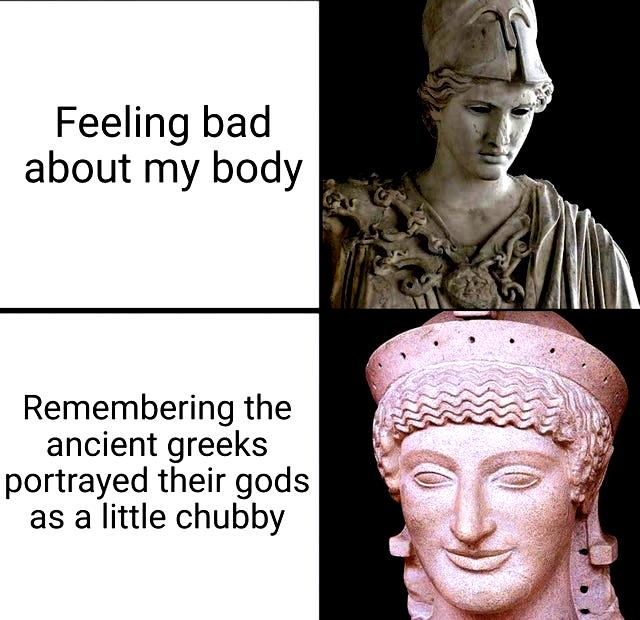 Feeling bad
about my body
Remembering the
ancient greeks
portrayed their gods
as a little chubby